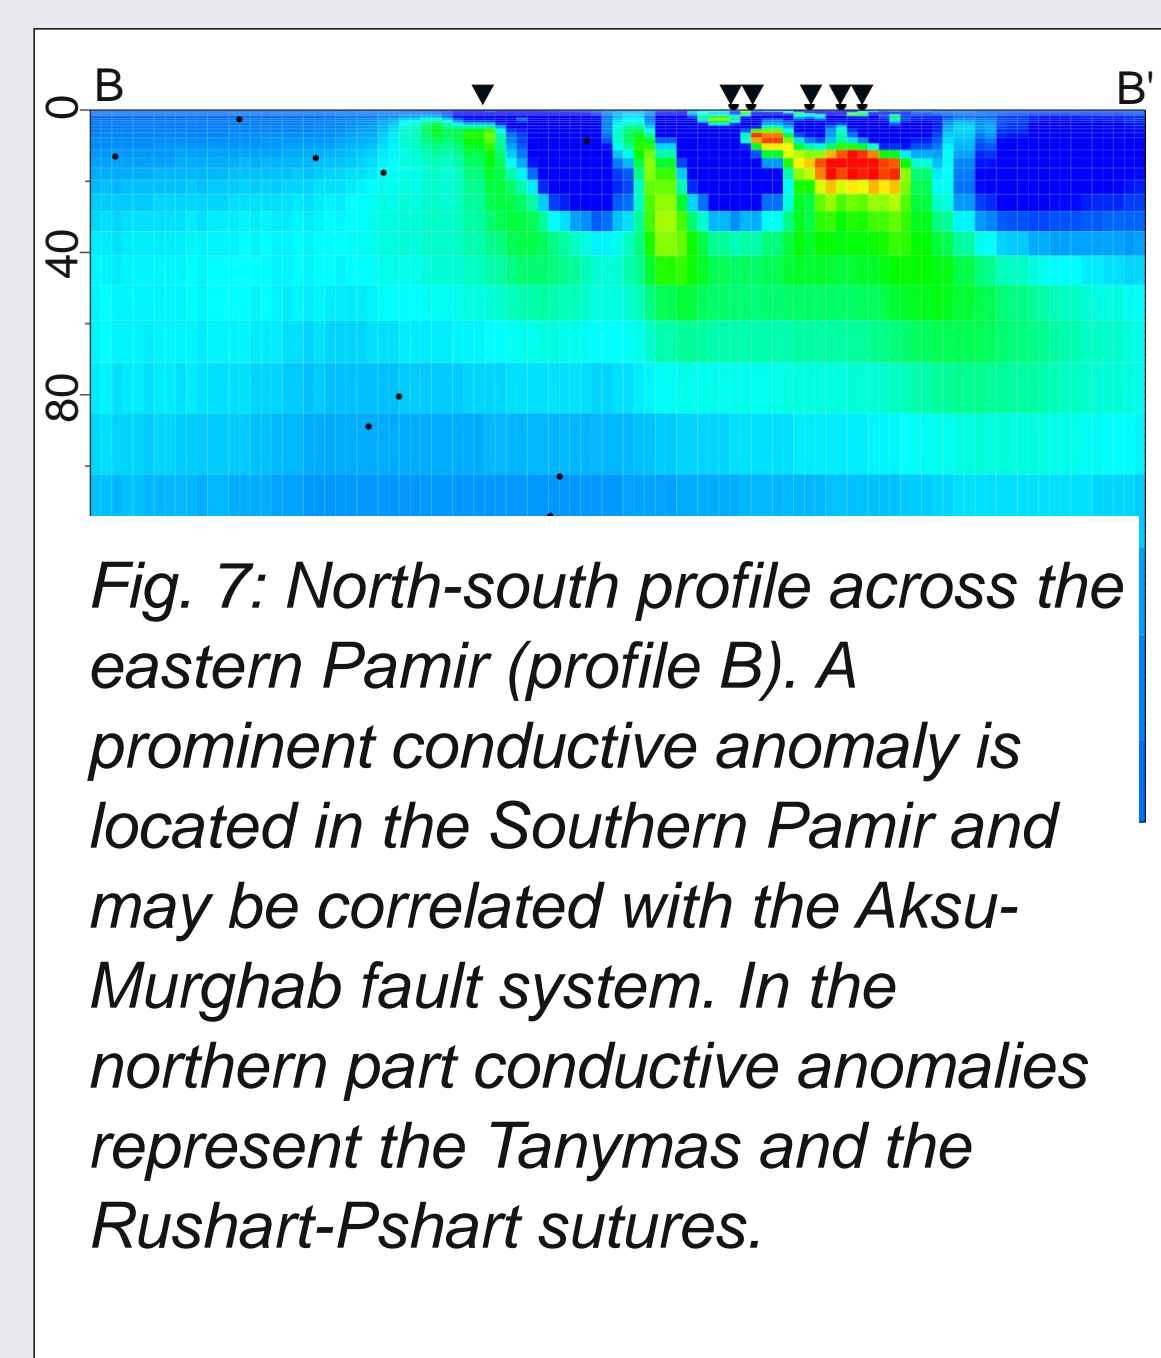 B B'
0
40
80
Fig. 7: North-south profile across the
eastern Pamir (profile B). A
prominent conductive anomaly is
located in the Southern Pamir and
may be correlated with the Aksu-
Murghab fault system. In the
northern part conductive anomalies
represent the Tanymas and the
Rushart-Pshart sutures.